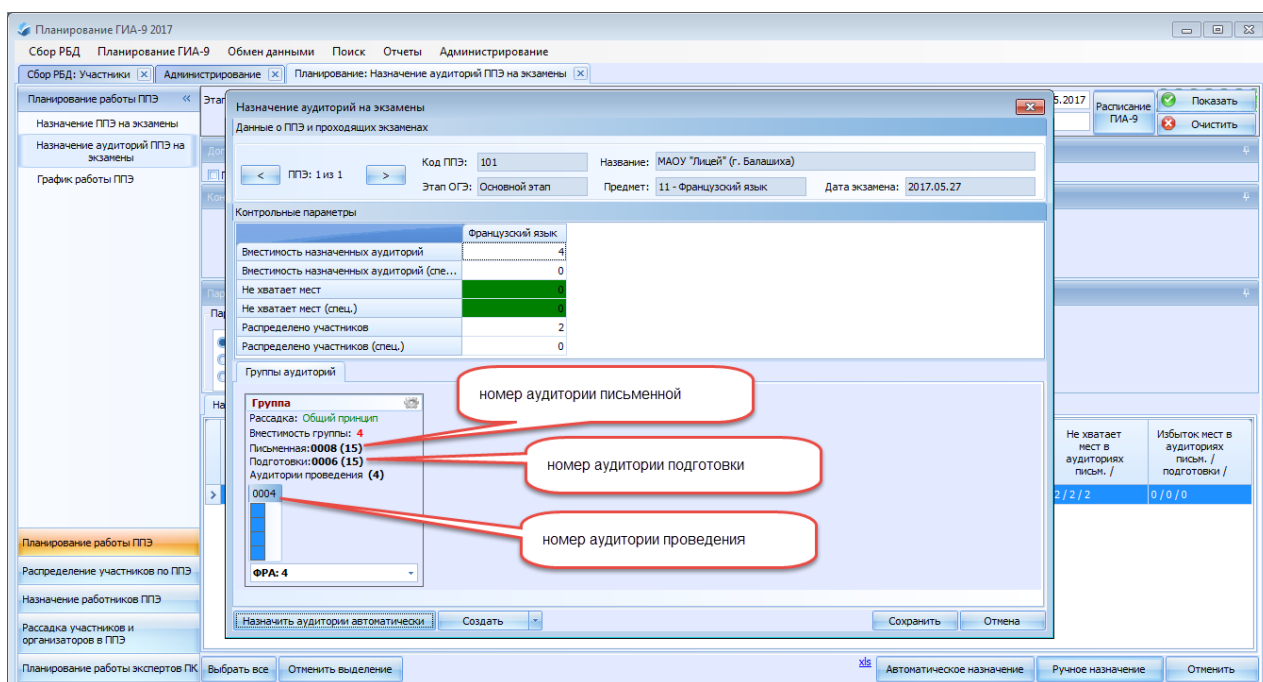 Планирование ГИА-9 2017
Сбор РБД Планирование ГИА-9 Обмен данными Поиск Отчеты Администрирование
Сбор РБД: Участники Администрирование Планирование: Назначение аудиторий ППЭ на экзамены
Планирование работы ППЭ
Назначение ППЭ на экзамены
Назначение аудиторий ППЭ на
экзамены
График работы ППЭ
Этап
5.2017
Расписание
ГИА-9
Показать
Очистить
Назначение аудиторий на экзамены
Данные о ППЭ и проходящих экзаменах
< ППЭ: 1 из 1 >
Код ППЭ: 101 Название: МАОУ "Лицей" (г. Балашиха)
Этап ОГЭ: Основной этап Предмет: 11 - Французский язык Дата экзамена: 2017.05.27
Контрольные параметры
Французский язык
Вместимость назначенных аудиторий 4
Вместимость назначенных аудиторий (спе... 0
Не хватает мест 0
Не хватает мест (спец.) 0
Распределено участников 2
Распределено участников (спец.) 0
Группы аудиторий
Группа
Рассадка: Общий принцип
Вместимость группы: 4
Письменная:0008 (15)
Подготовки:0006 (15)
Аудитории проведения (4)
0004
ФРА: 4
номер аудитории письменной
номер аудитории подготовки
номер аудитории проведения
Назначить аудитории автоматически Создать Сохранить Отмена
Не хватает
мест в
аудиториях
письм. /
Избыток мест в
аудиториях
письм. /
подготовки /
2 / 2 / 2 0 / 0 / 0
Планирование работы ППЭ
Распределение участников по ППЭ
Назначение работников ППЭ
Рассадка участников и
организаторов в ППЭ
Планирование работы экспертов ПК
Выбрать все Отменить выделение xls Автоматическое назначение Ручное назначение Отменить